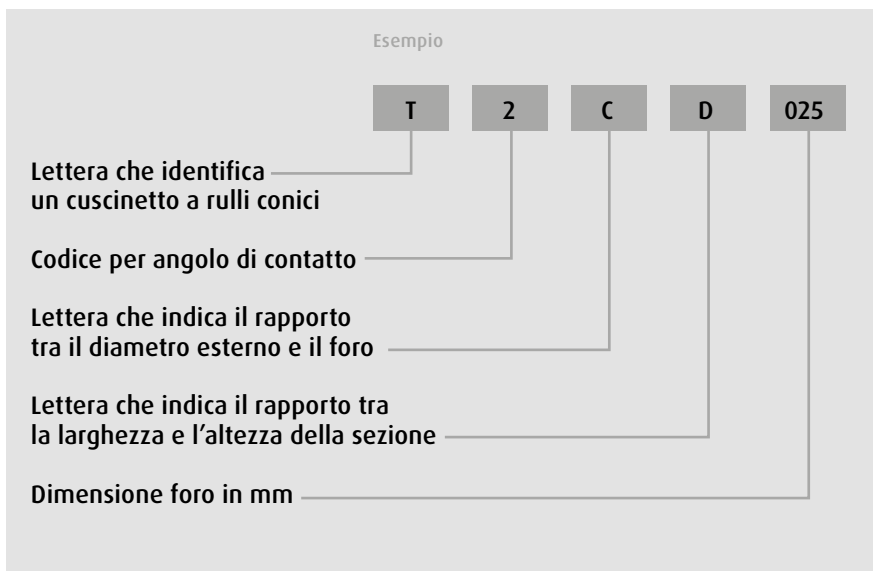 Esempio
T 2 C D 025
Lettera che identifica
un cuscinetto a rulli conici
Codice per angolo di contatto
Lettera che indica il rapporto
tra il diametro esterno e il foro
Lettera che indica il rapporto tra
la larghezza e l'altezza della sezione
Dimensione foro in mm